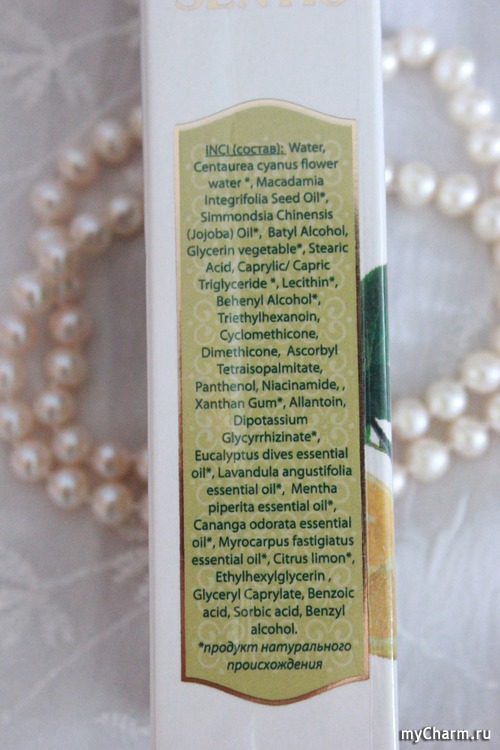 INCI (состав): Water,
Centaurea cyanus flower
water *, Macadamia
Integrifolia Seed Oil*,
Simmondsia Chinensis
(Jojoba) Oil*, Batyl Alcohol,
Glycerin vegetable*, Stearic
Acid, Caprylic/ Capric
Triglyceride *, Lecithin*,
Behenyl Alcohol*,
Triethylhexanoin,
Cyclomethicone,
Dimethicone, Ascorbyl
Tetraisopalmitate,
Panthenol, Niacinamide, ,
Xanthan Gum*, Allantoin,
Dipotassium
Glycyrrhizinate*,
Eucalyptus dives essential
oil*, Lavandula angustifolia
essential oil*, Mentha
piperita essential oil*,
Cananga odorata essential
oil*, Myrocarpus fastigiatus
essential oil*, Citrus limon*,
Ethylhexylglycerin ,
Glyceryl Caprylate, Benzoic
acid, Sorbic acid, Benzyl
alcohol.
*продукт натурального
происхождения
myCharm.ru